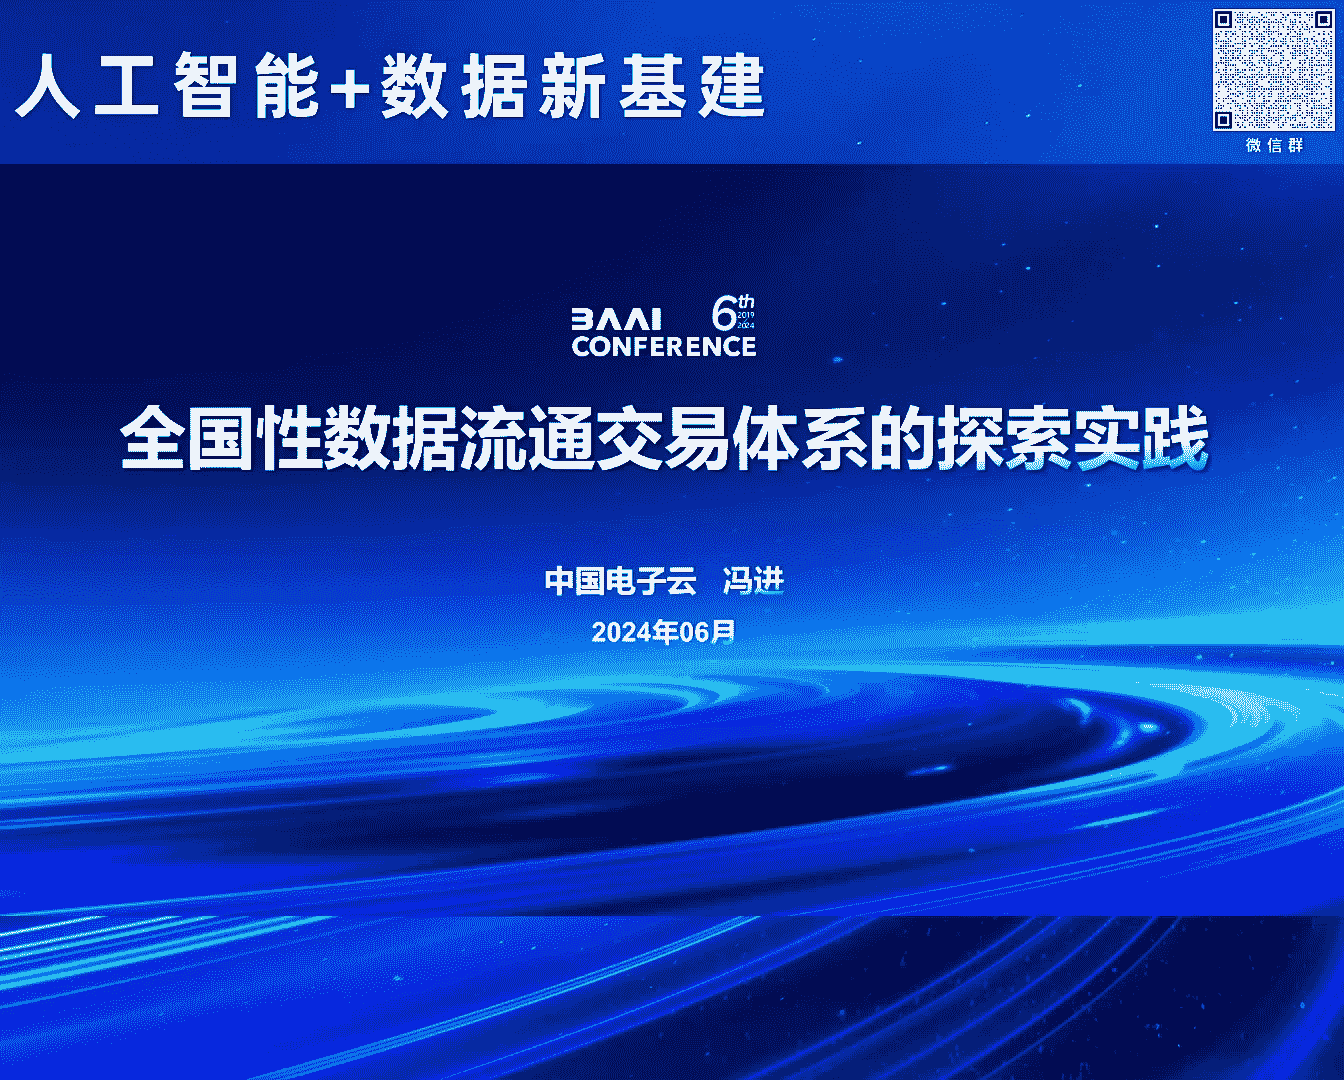 人工智能+数据新基建
微信群
BAAI 6th
2019
2024
CONFERENCE
全国性数据流通交易体系的探索实践
中国电子云 冯进
2024年06月